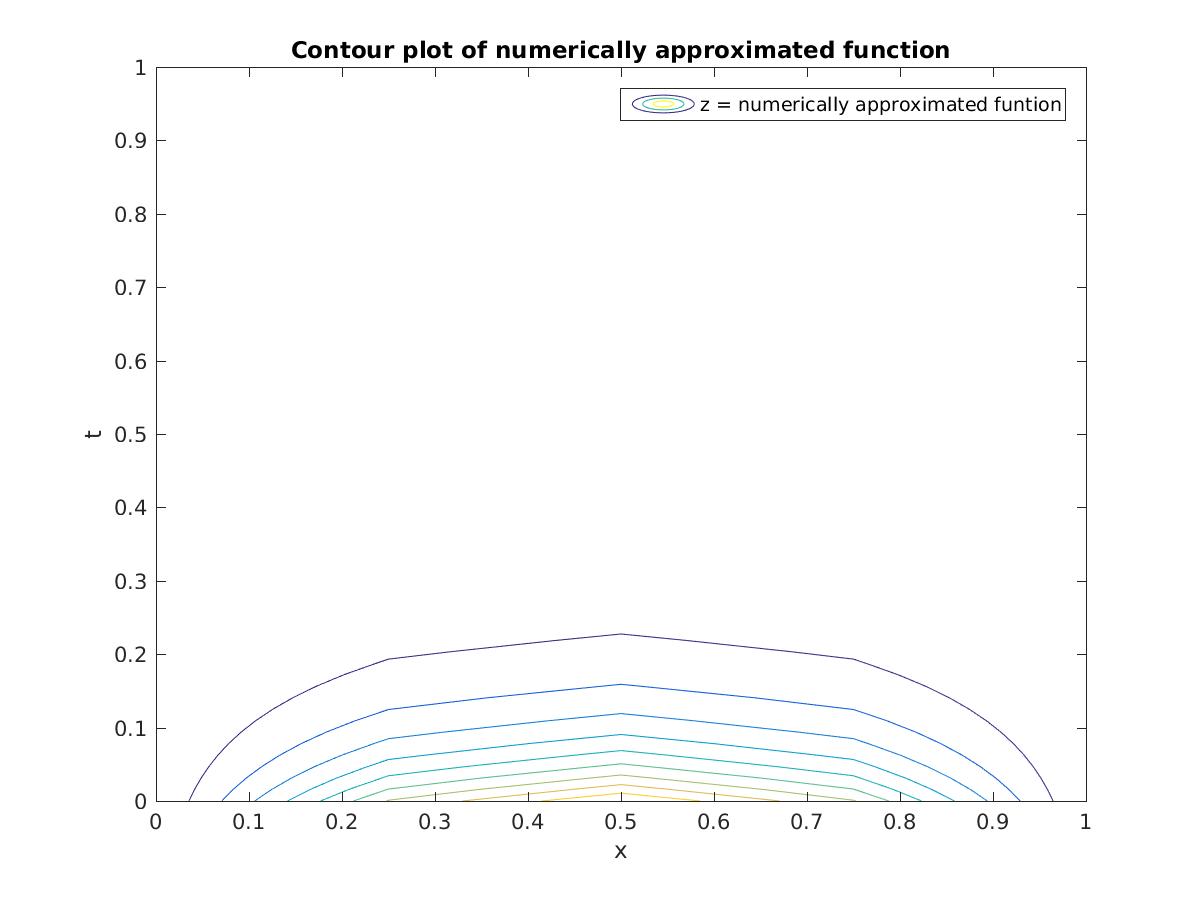 Contour plot of numerically approximated function
z = numerically approximated funtion
1
0.9
0.8
0.7
0.6
0.5
0.4
0.3
0.2
0.1
0
t
0 0.1 0.2 0.3 0.4 0.5 0.6 0.7 0.8 0.9 1
x